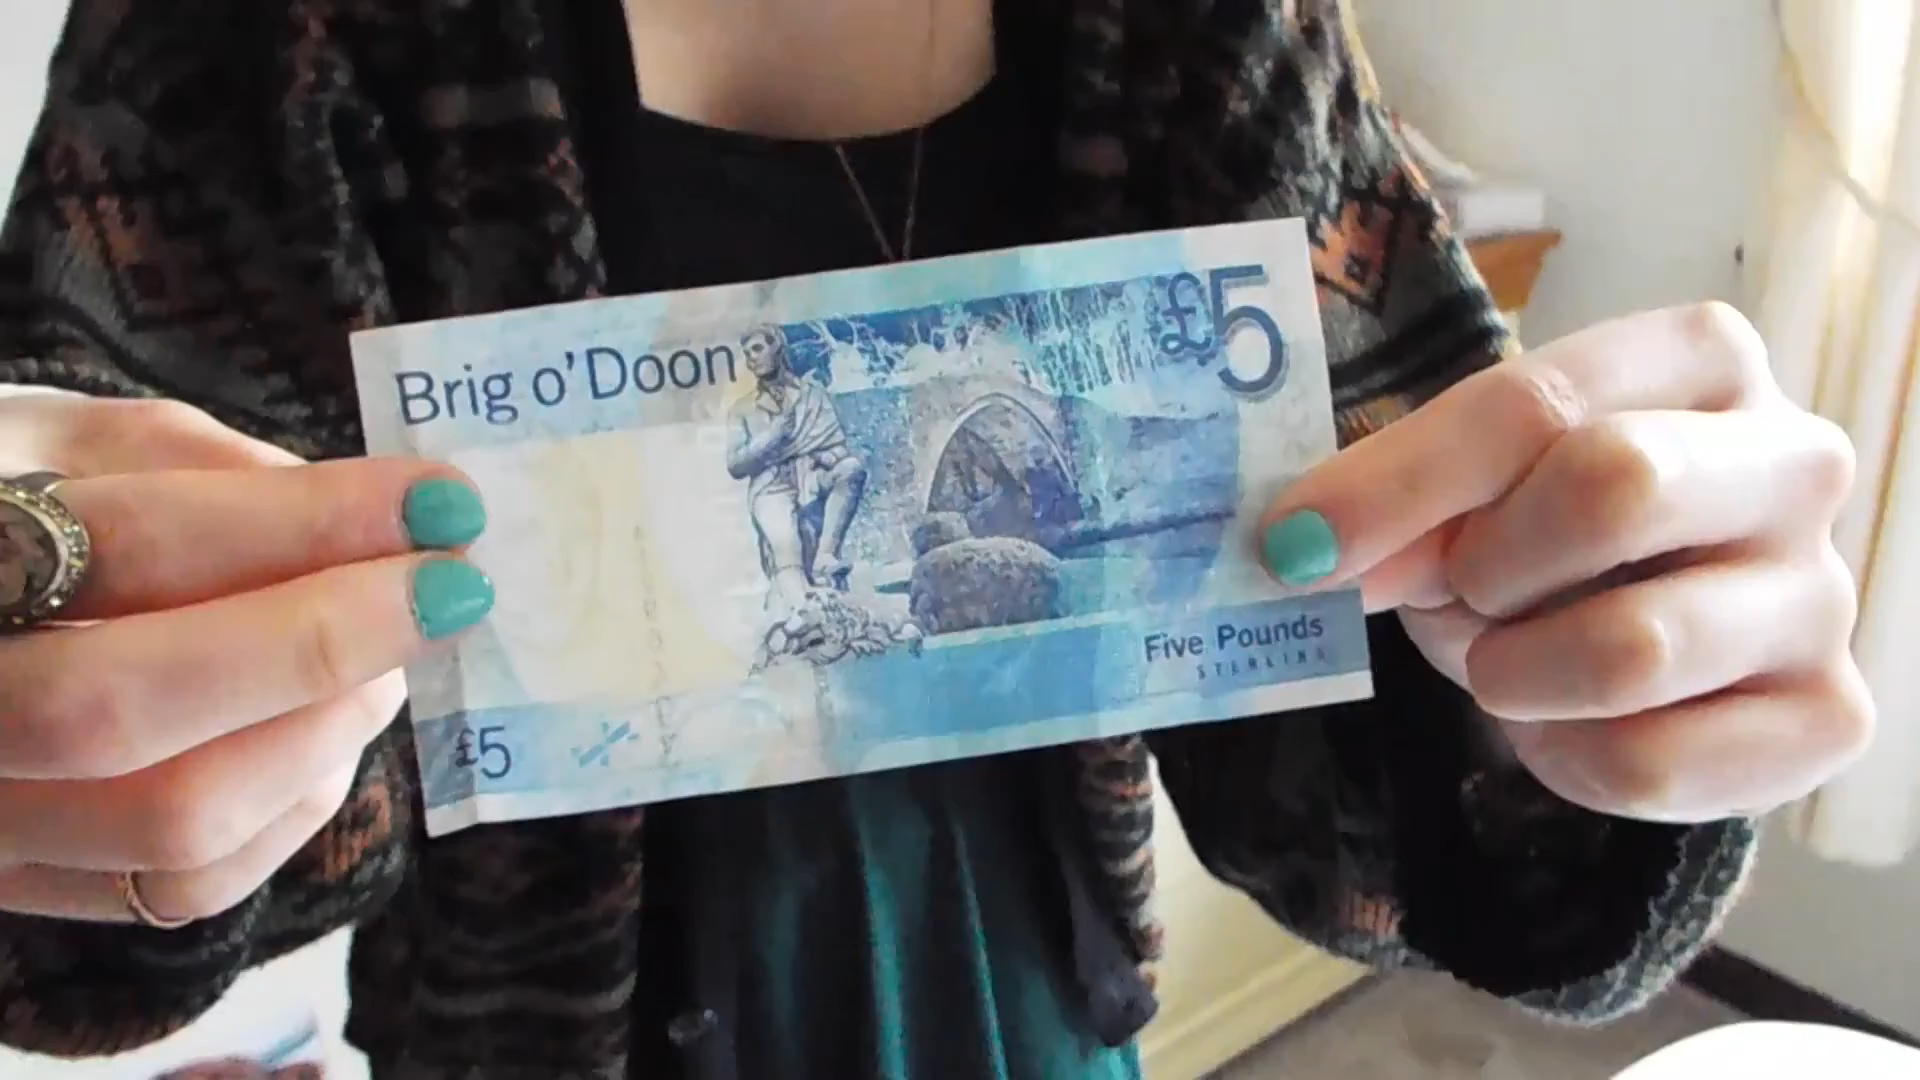 Brig o'Doon
£5
Five Pounds
STERLING
£5